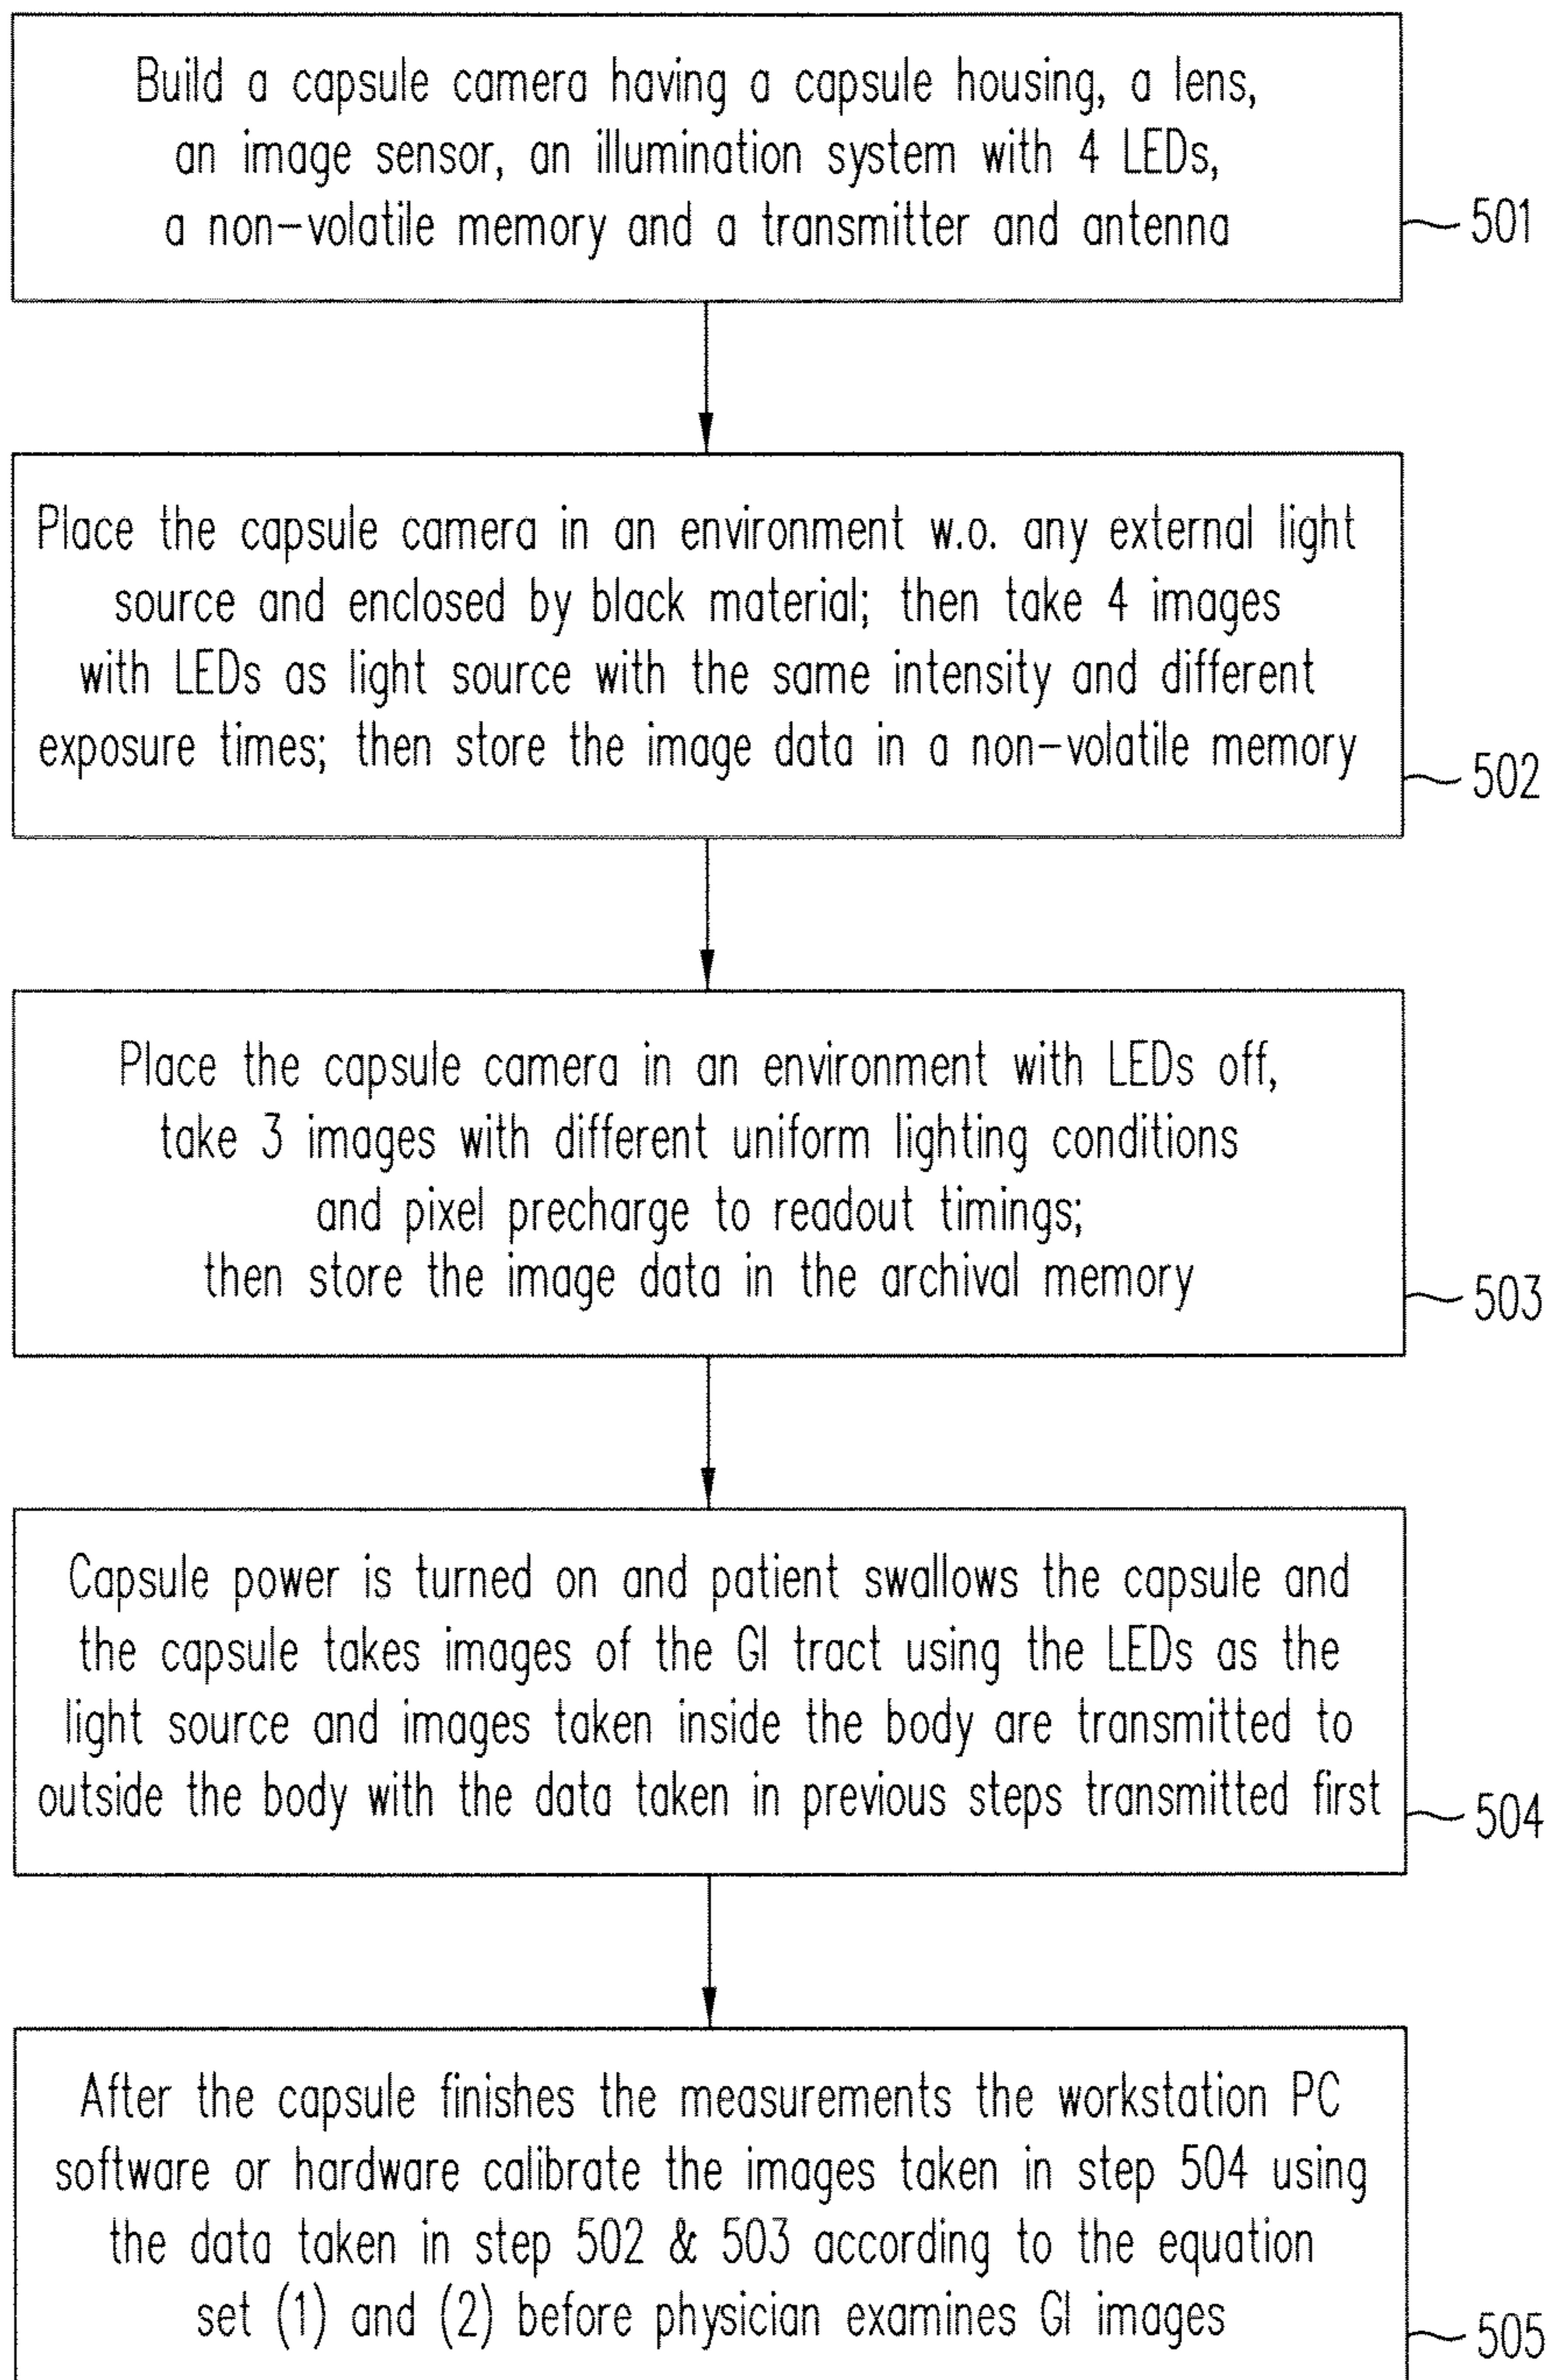 Build a capsule camera having a capsule housing, a lens,
an image sensor, an illumination system with 4 LEDs,
a non-volatile memory and a transmitter and antenna
501
Place the capsule camera in an environment w.o. any external light
source and enclosed by black material; then take 4 images
with LEDs as light source with the same intensity and different
exposure times; then store the image data in a non-volatile memory
502
Place the capsule camera in an environment with LEDs off,
take 3 images with different uniform lighting conditions
and pixel precharge to readout timings;
then store the image data in the archival memory
503
Capsule power is turned on and patient swallows the capsule and
the capsule takes images of the GI tract using the LEDs as the
light source and images taken inside the body are transmitted to
outside the body with the data taken in previous steps transmitted first
504
After the capsule finishes the measurements the workstation PC
software or hardware calibrate the images taken in step 504 using
the data taken in step 502 & 503 according to the equation
set (1) and (2) before physician examines GI images
505